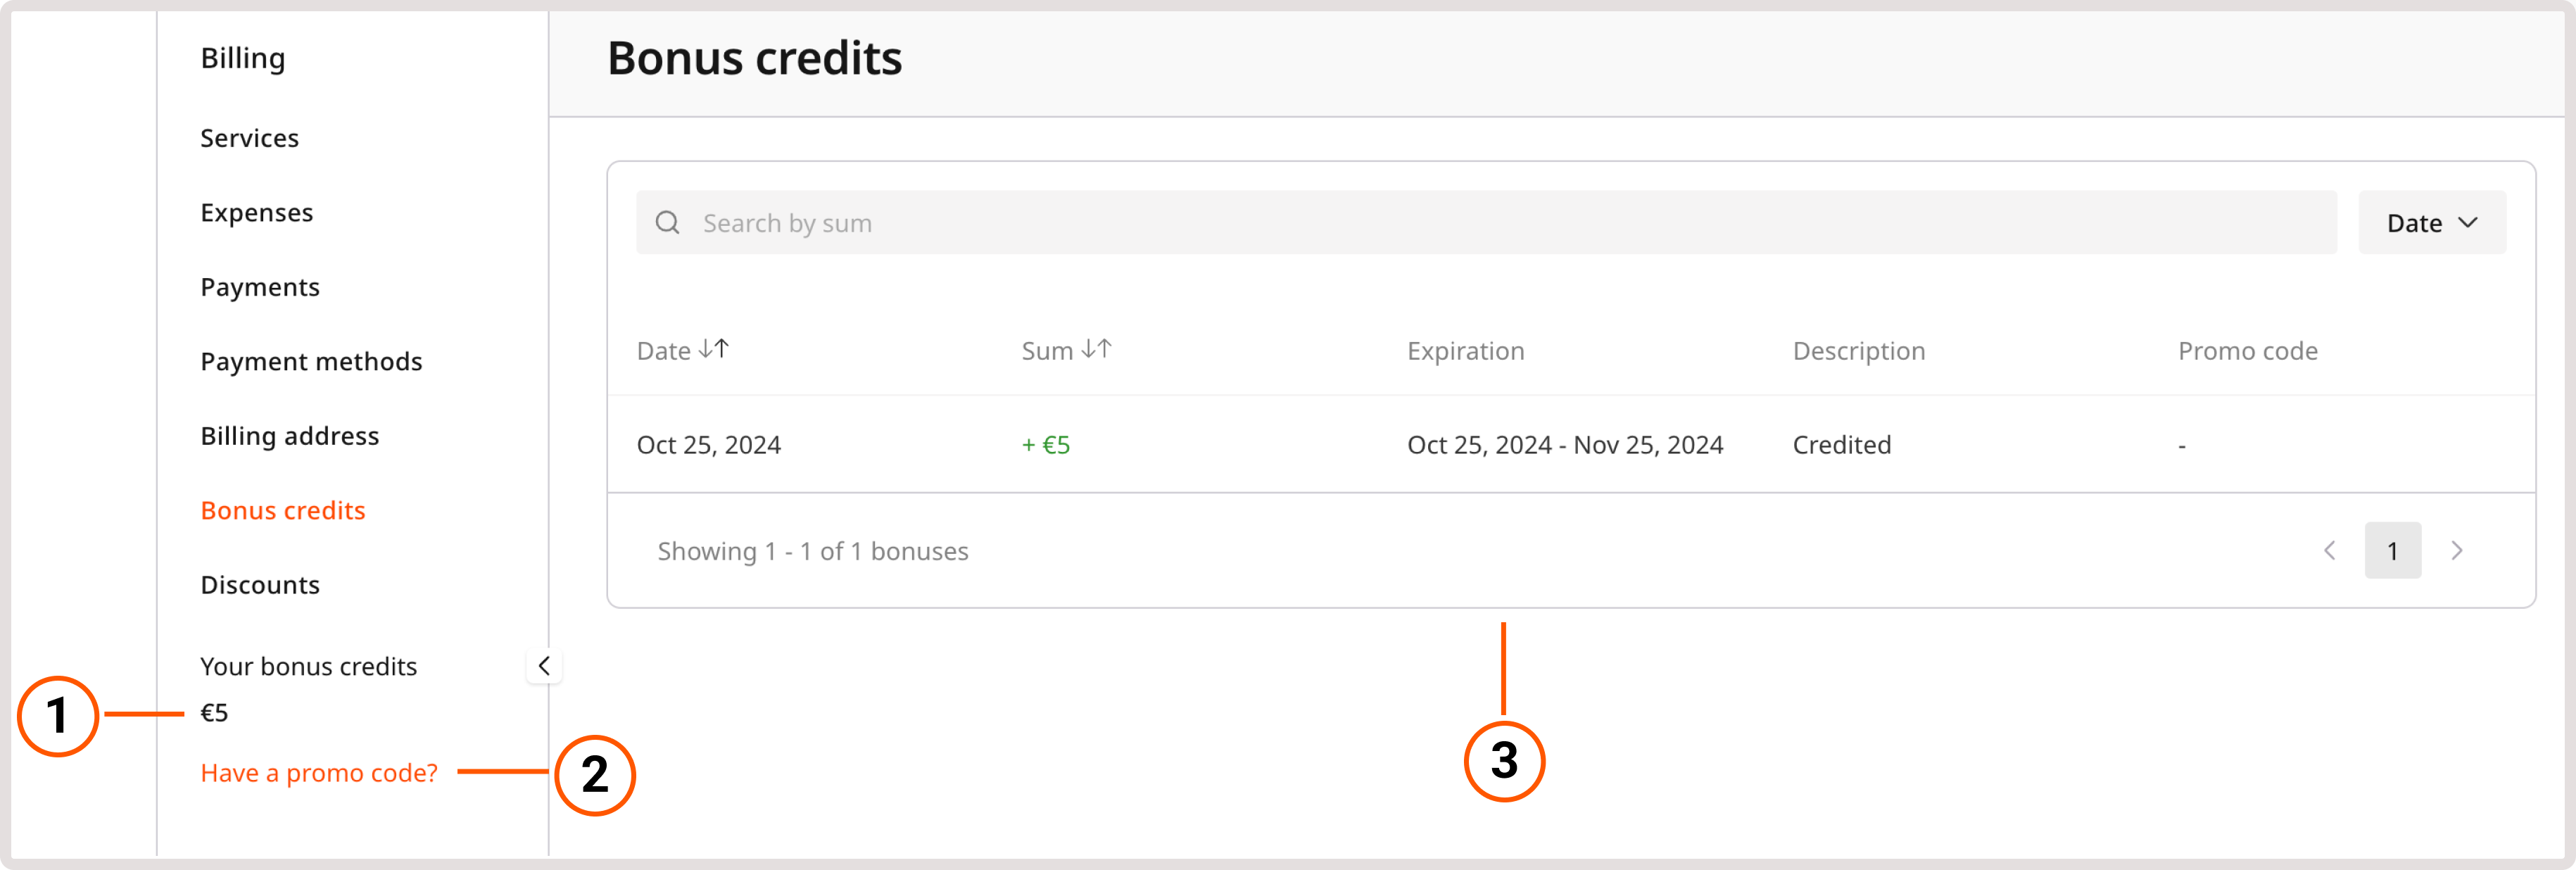 Billing
Services
Expenses
Payments
Payment methods
Billing address
Bonus credits
Discounts
Your bonus credits
€5
Have a promo code?
1
2
Bonus credits
Search by sum
Date
Date Sum Expiration Description Promo code
Oct 25, 2024 + €5 Oct 25, 2024 - Nov 25, 2024 Credited -
Showing 1 - 1 of 1 bonuses
1
3